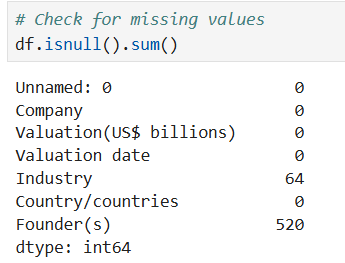 # Check for missing values
df.isnull().sum()
Unnamed: 0 0
Company 0
Valuation(US$ billions) 0
Valuation date 0
Industry 64
Country/countries 0
Founder(s) 520
dtype: int64